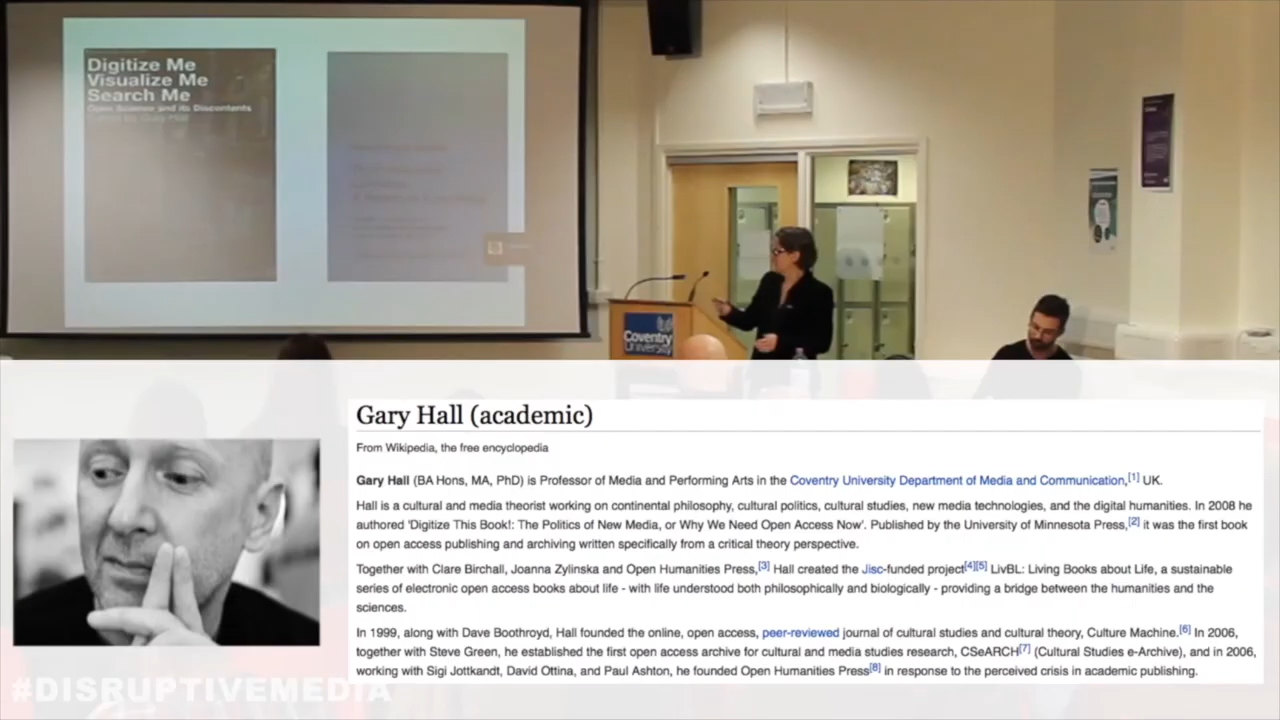 Digitize Me
Visualize Me
Search Me
Open Science and its Discontents
Edited by Gary Hall
Coventry
University
Gary Hall (academic)
From Wikipedia, the free encyclopedia
Gary Hall (BA Hons, MA, PhD) is Professor of Media and Performing Arts in the Coventry University Department of Media and Communication,[1] UK.
Hall is a cultural and media theorist working on continental philosophy, cultural politics, cultural studies, new media technologies, and the digital humanities. In 2008 he
authored 'Digitize This Book!: The Politics of New Media, or Why We Need Open Access Now'. Published by the University of Minnesota Press,[2] it was the first book
on open access publishing and archiving written specifically from a critical theory perspective.
Together with Clare Birchall, Joanna Zylinska and Open Humanities Press,[3] Hall created the Jisc-funded project[4][5] LivBL: Living Books about Life, a sustainable
series of electronic open access books about life - with life understood both philosophically and biologically - providing a bridge between the humanities and the
sciences.
In 1999, along with Dave Boothroyd, Hall founded the online, open access, peer-reviewed journal of cultural studies and cultural theory, Culture Machine.[6] In 2006,
together with Steve Green, he established the first open access archive for cultural and media studies research, CSeARCH[7] (Cultural Studies e-Archive), and in 2006,
working with Sigi Jottkandt, David Ottina, and Paul Ashton, he founded Open Humanities Press[8] in response to the perceived crisis in academic publishing.
#DISRUPTIVEMEDIA